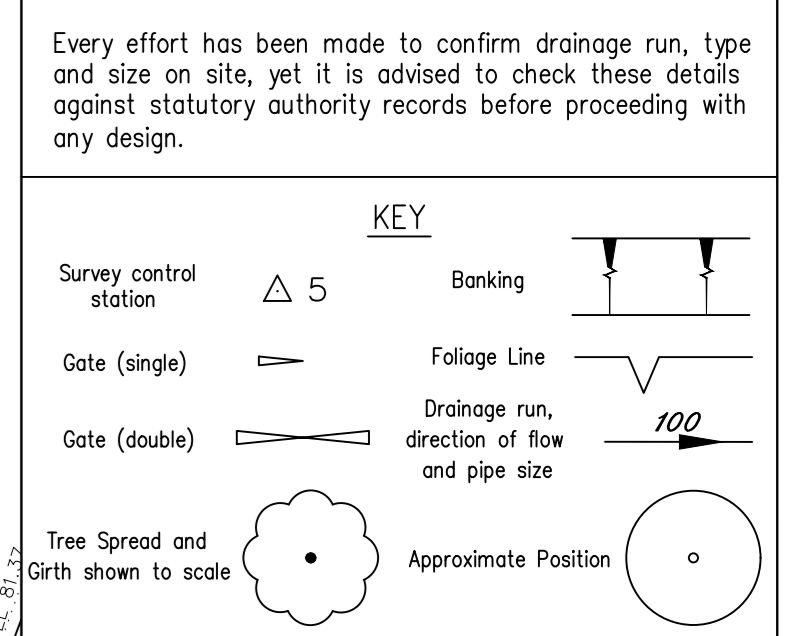 Every effort has been made to confirm drainage run, type
and size on site, yet it is advised to check these details
against statutory authority records before proceeding with
any design.
KEY
Survey control
station
5
Banking
Gate (single)
Foliage Line
Gate (double)
Drainage run,
direction of flow
and pipe size
100
Tree Spread and
Girth shown to scale
Approximate Position
81.37